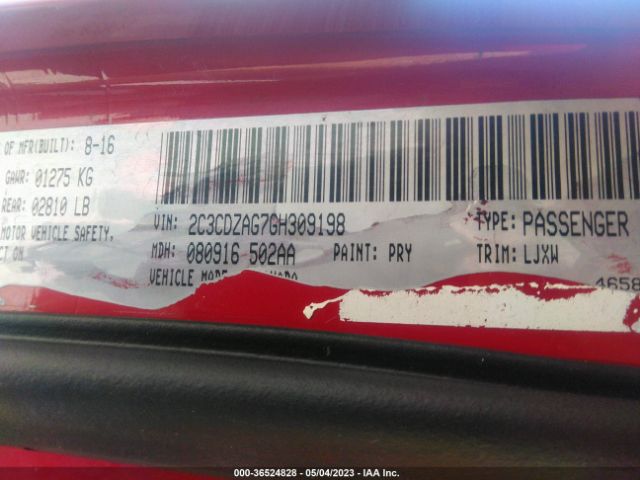 OF MFR(BUILT): 8-16
GAWR: 01275 KG
REAR: 02810 LB
MOTOR VEHICLE SAFETY,
VIN: 2C3CDZAG7GH309198 TYPE: PASSENGER
MDH: 080916 502AA PAINT: PRY TRIM: LJXW
VEHICLE
4658
000-36524828 - 05/04/2023 - IAA Inc.